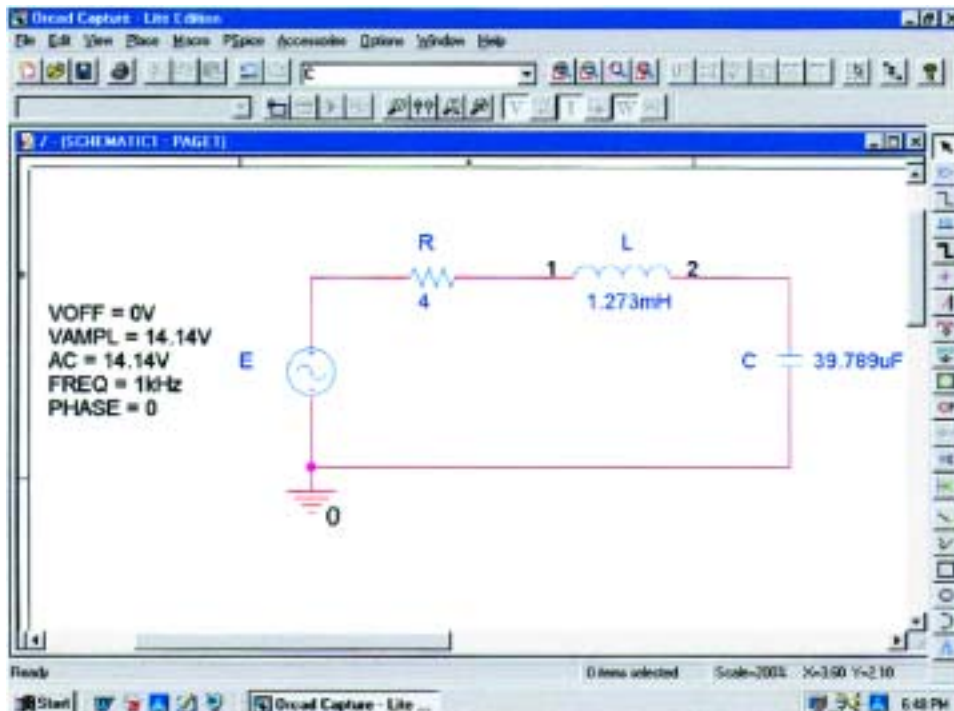 Orcad Capture - Lite Edition
File Edit View Place Macro PSpice Accessories Options Window Help
C
/ - (SCHEMATIC1 : PAGE1)
R
L
1
2
4
1.273mH
VOFF = 0V
VAMPL = 14.14V
AC = 14.14V
FREQ = 1kHz
PHASE = 0
E
C
39.789uF
0
Ready
0 items selected
Scale=200%
X=3.60 Y=2.10
Start
Orcad Capture - Lite ...
6:48 PM